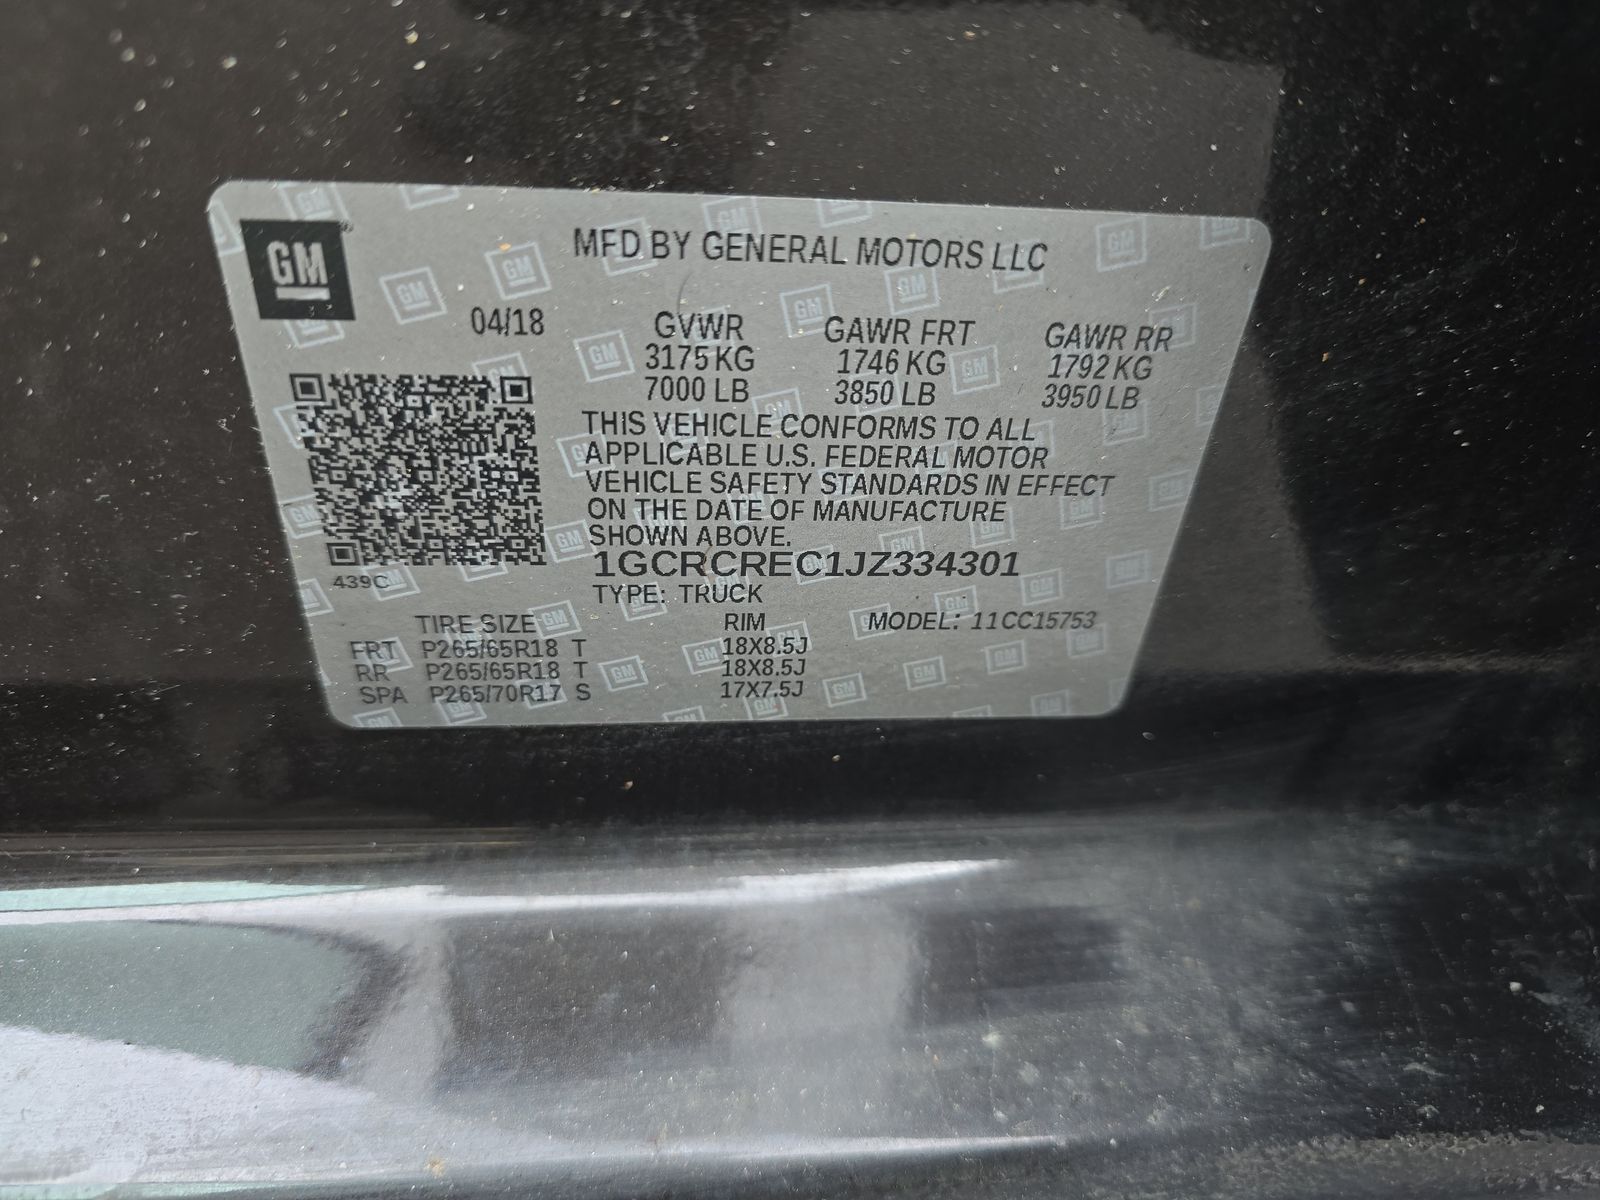 GM
MFD BY GENERAL MOTORS LLC
04/18
GVWR GAWR FRT GAWR RR
3175 KG 1746 KG 1792 KG
7000 LB 3850 LB 3950 LB
THIS VEHICLE CONFORMS TO ALL
APPLICABLE U.S. FEDERAL MOTOR
VEHICLE SAFETY STANDARDS IN EFFECT
ON THE DATE OF MANUFACTURE
SHOWN ABOVE.
439C
1GCRCREC1JZ334301
TYPE: TRUCK
TIRE SIZE RIM MODEL: 11CC15753
FRT P265/65R18 T 18X8.5J
RR P265/65R18 T 18X8.5J
SPA P265/70R17 S 17X7.5J